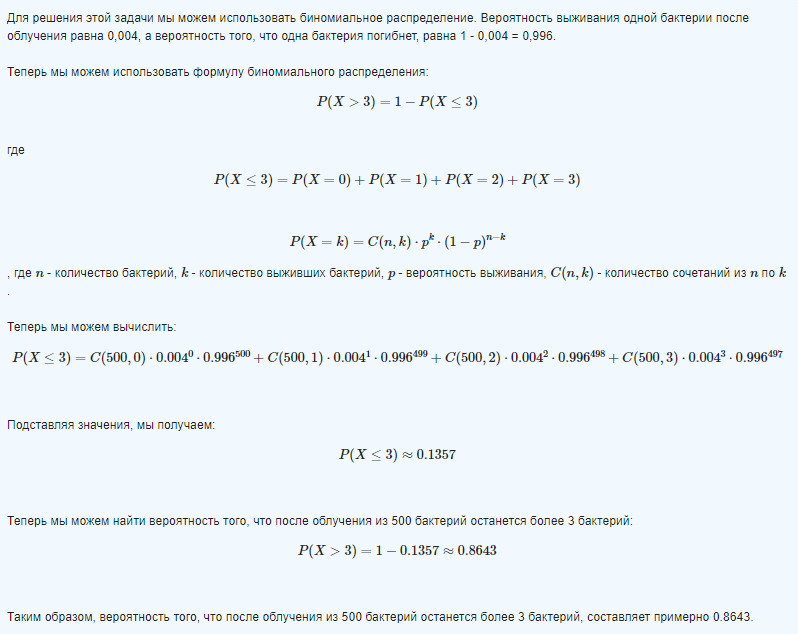 Для решения этой задачи мы можем использовать биномиальное распределение. Вероятность выживания одной бактерии после
облучения равна 0,004, а вероятность того, что одна бактерия погибнет, равна 1 - 0,004 = 0,996.
Теперь мы можем использовать формулу биномиального распределения:
P(X > 3) = 1 − P(X ≤ 3)
где
P(X ≤ 3) = P(X = 0) + P(X = 1) + P(X = 2) + P(X = 3)
P(X = k) = C(n, k) · p^k · (1 − p)^{n−k}
, где n - количество бактерий, k - количество выживших бактерий, p - вероятность выживания, C(n, k) - количество сочетаний из n по k
.
Теперь мы можем вычислить:
P(X ≤ 3) = C(500, 0) · 0.004^0 · 0.996^500 + C(500, 1) · 0.004^1 · 0.996^499 + C(500, 2) · 0.004^2 · 0.996^498 + C(500, 3) · 0.004^3 · 0.996^497
Подставляя значения, мы получаем:
P(X ≤ 3) ≈ 0.1357
Теперь мы можем найти вероятность того, что после облучения из 500 бактерий останется более 3 бактерий:
P(X > 3) = 1 − 0.1357 ≈ 0.8643
Таким образом, вероятность того, что после облучения из 500 бактерий останется более 3 бактерий, составляет примерно 0.8643.